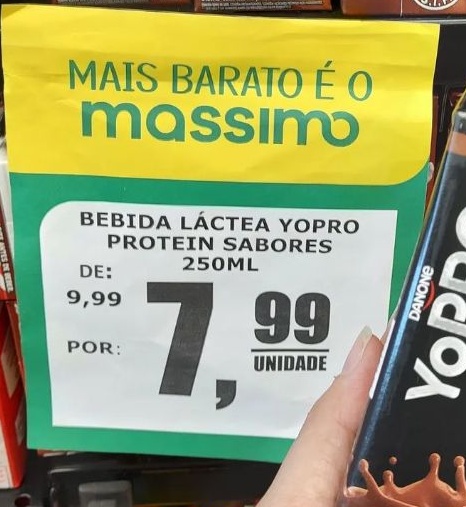 MAIS BARATO É O
massimo
BEBIDA LÁCTEA YOPRO
PROTEIN SABORES
250ML
DE:
9,99
POR:
7,99
UNIDADE
DANONE
YoPRO